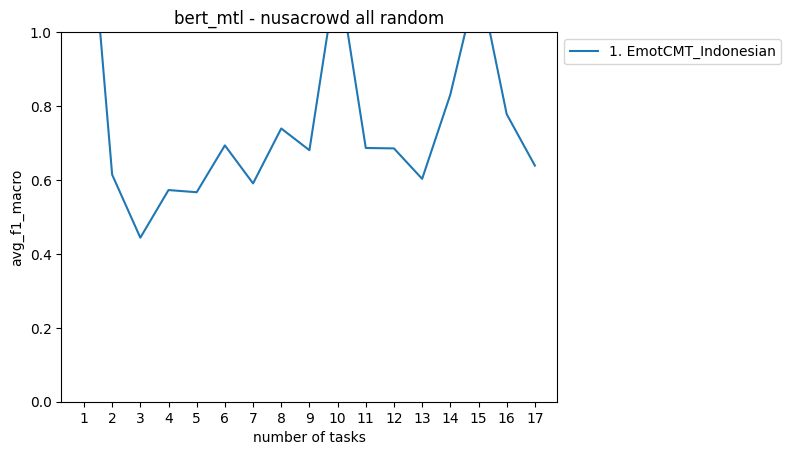 bert_mtl - nusacrowd all random
1. EmotCMT_Indonesian
avg_f1_macro
1.0
0.8
0.6
0.4
0.2
0.0
1 2 3 4 5 6 7 8 9 10 11 12 13 14 15 16 17
number of tasks